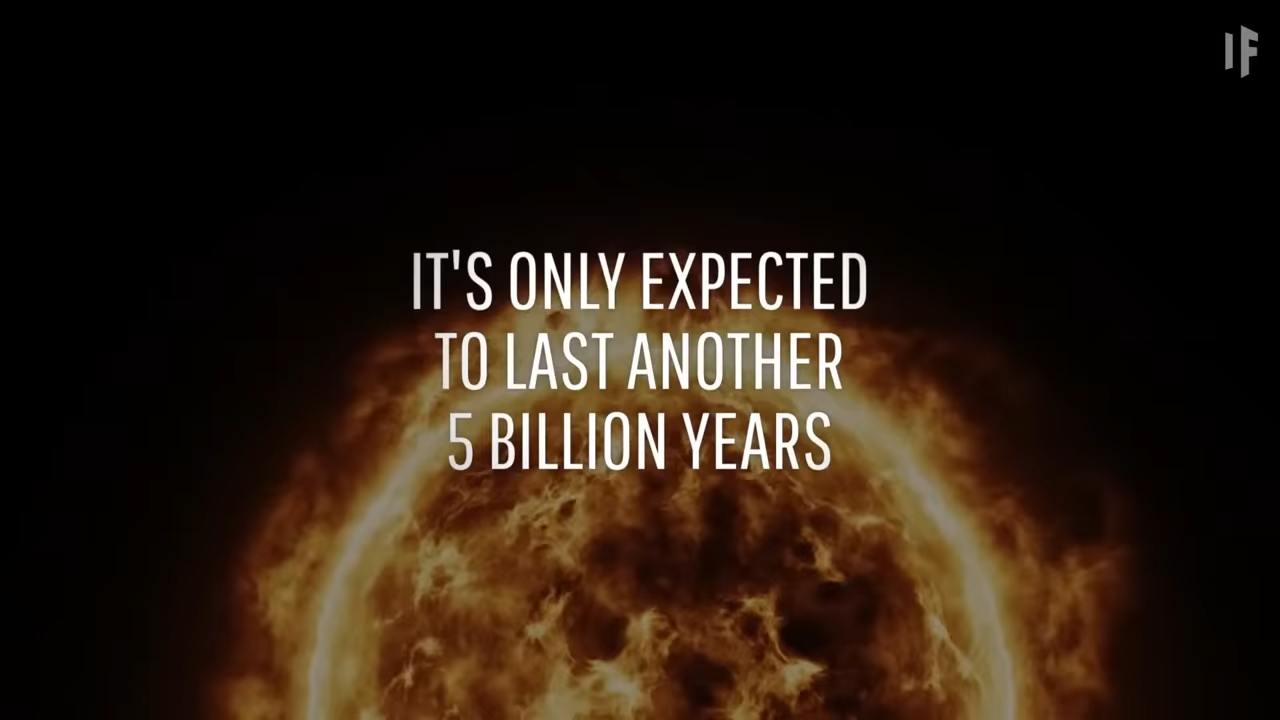 IF
IT'S ONLY EXPECTED
TO LAST ANOTHER
5 BILLION YEARS